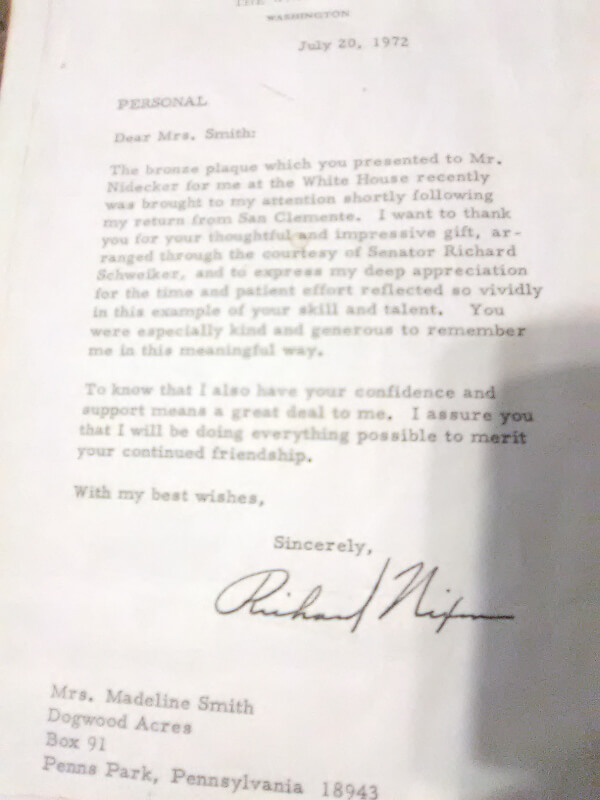 THE
WASHINGTON
July 20, 1972
PERSONAL
Dear Mrs. Smith:
The bronze plaque which you presented to Mr.
Nidecker for me at the White House recently
was brought to my attention shortly following
my return from San Clemente. I want to thank
you for your thoughtful and impressive gift, ar-
ranged through the courtesy of Senator Richard
Schweiker, and to express my deep appreciation
for the time and patient effort reflected so vividly
in this example of your skill and talent. You
were especially kind and generous to remember
me in this meaningful way.
To know that I also have your confidence and
support means a great deal to me. I assure you
that I will be doing everything possible to merit
your continued friendship.
With my best wishes,
Sincerely,
Richard Nixon
Mrs. Madeline Smith
Dogwood Acres
Box 91
Penns Park, Pennsylvania 18943